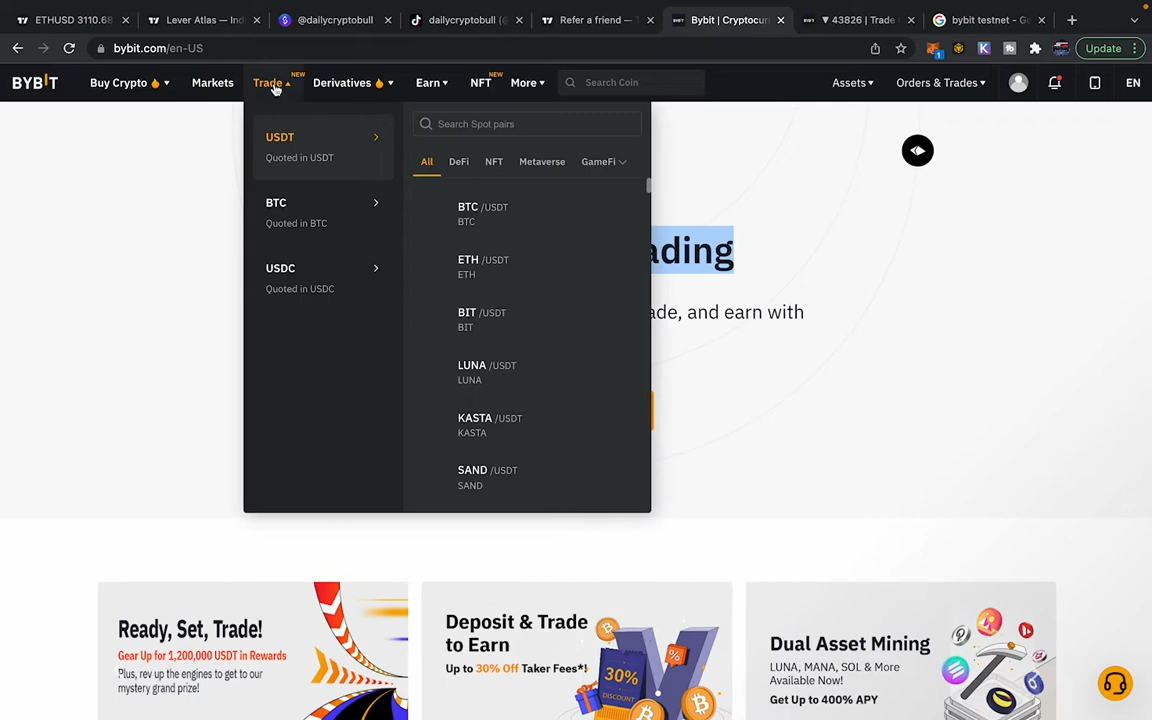 ETHUSD 3110.68
Lever Atlas — Ind
@dailycryptobull
dailycryptobull (@
Refer a friend — T
Bybit | Cryptocurr
▼ 43826 | Trade
bybit testnet - Go
bybit.com/en-US
1
Update
BYBIT
Buy Crypto
Markets
Trade
NEW
Derivatives
Earn
NFT
NEW
More
Search Coin
Assets
Orders & Trades
EN
USDT
Quoted in USDT
BTC
Quoted in BTC
USDC
Quoted in USDC
Search Spot pairs
All
DeFi
NFT
Metaverse
GameFi
BTC /USDT
BTC
ETH /USDT
ETH
BIT /USDT
BIT
LUNA /USDT
LUNA
KASTA /USDT
KASTA
SAND /USDT
SAND
ading
ade, and earn with
Ready, Set, Trade!
Gear Up for 1,200,000 USDT in Rewards
Plus, rev up the engines to get to our
mystery grand prize!
Deposit & Trade
to Earn
Up to 30% Off Taker Fees*!
30%
DISCOUNT
%
Dual Asset Mining
LUNA, MANA, SOL & More
Available Now!
Get Up to 400% APY